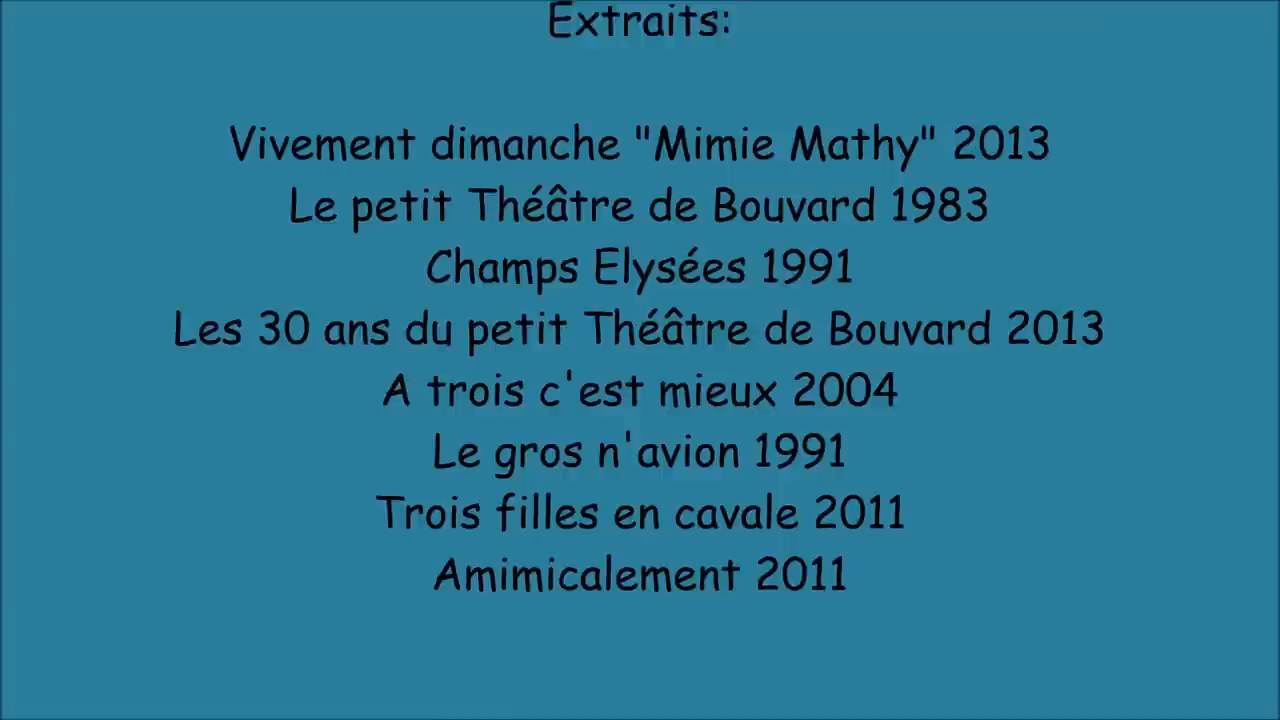 Extraits:
Vivement dimanche "Mimie Mathy" 2013
Le petit Théâtre de Bouvard 1983
Champs Elysées 1991
Les 30 ans du petit Théâtre de Bouvard 2013
A trois c'est mieux 2004
Le gros n'avion 1991
Trois filles en cavale 2011
Amimicalement 2011